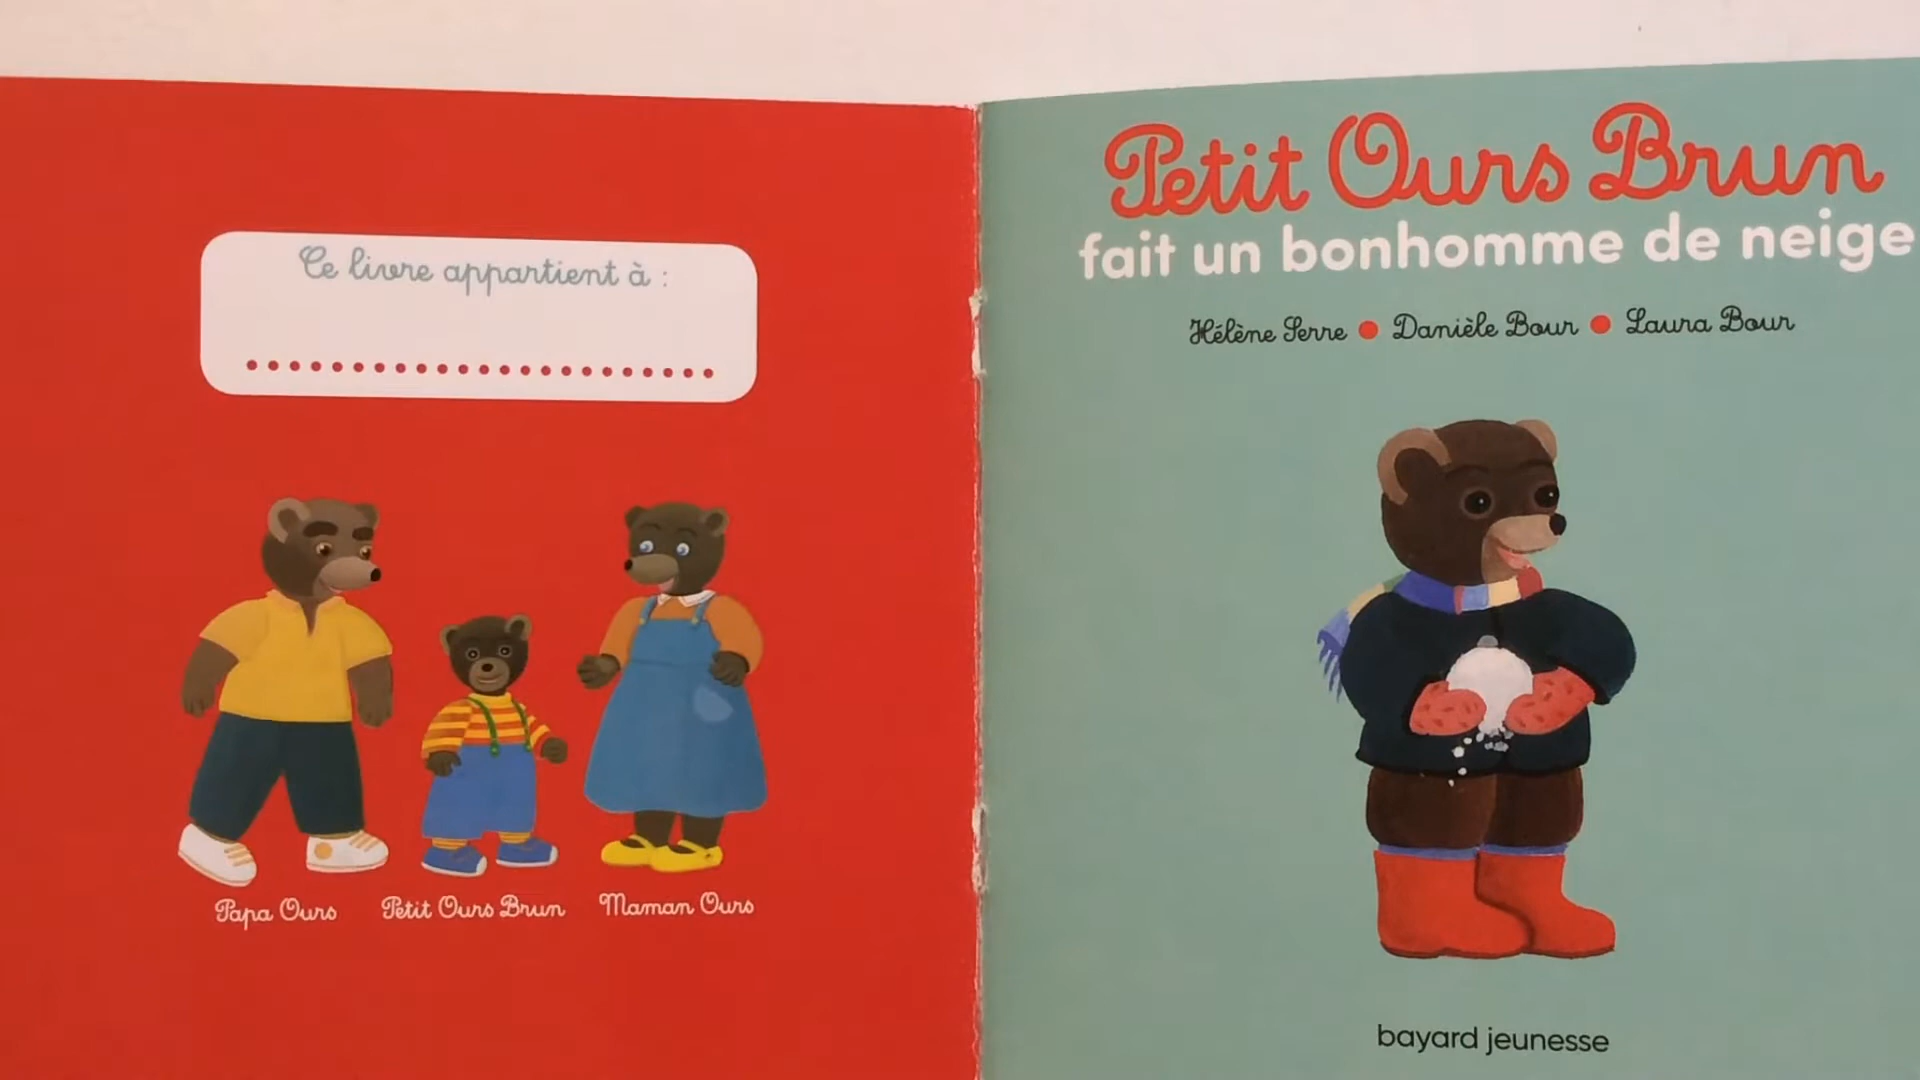 Ce livre appartient à :
Papa Ours
Petit Ours Brun
Maman Ours
Petit Ours Brun
fait un bonhomme de neige
Hélène Serre • Danièle Bour • Laura Bour
bayard jeunesse